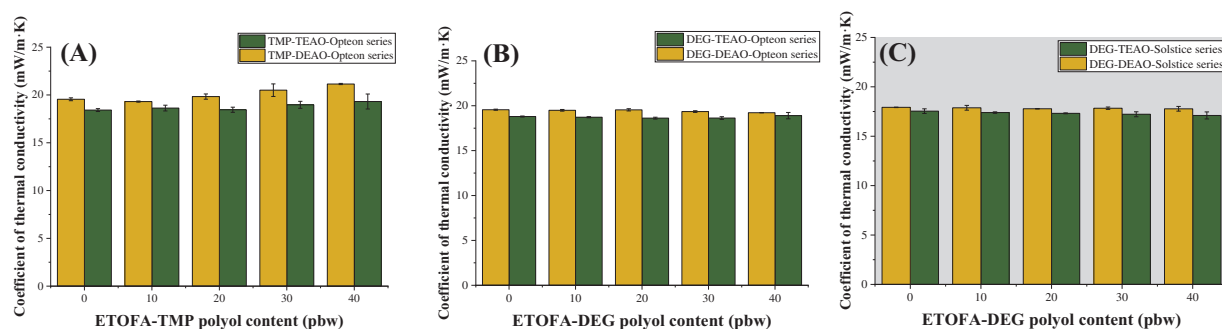 (A)
TMP-TEAO-Opteon series
TMP-DEAO-Opteon series
Coefficient of thermal conductivity (mW/m·K)
25
20
15
10
5
0
0 10 20 30 40
ETOFA-TMP polyol content (pbw)
(B)
DEG-TEAO-Opteon series
DEG-DEAO-Opteon series
Coefficient of thermal conductivity (mW/m·K)
25
20
15
10
5
0
0 10 20 30 40
ETOFA-DEG polyol content (pbw)
(C)
DEG-TEAO-Solstice series
DEG-DEAO-Solstice series
Coefficient of thermal conductivity (mW/m·K)
25
20
15
10
5
0
0 10 20 30 40
ETOFA-DEG polyol content (pbw)